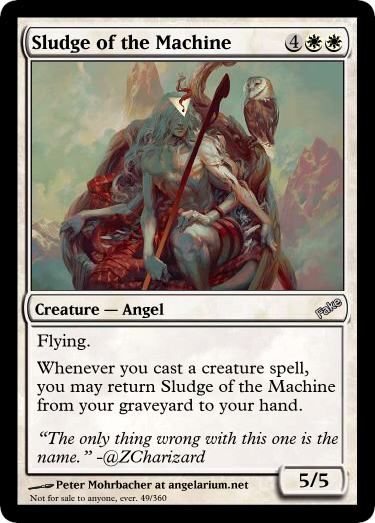 Sludge of the Machine 4
Creature — Angel Fake
Flying.
Whenever you cast a creature spell,
you may return Sludge of the Machine
from your graveyard to your hand.
“The only thing wrong with this one is the
name.” -@ZCharizard
Peter Mohrbacher at angelarium.net
5/5
Not for sale to anyone, ever. 49/360